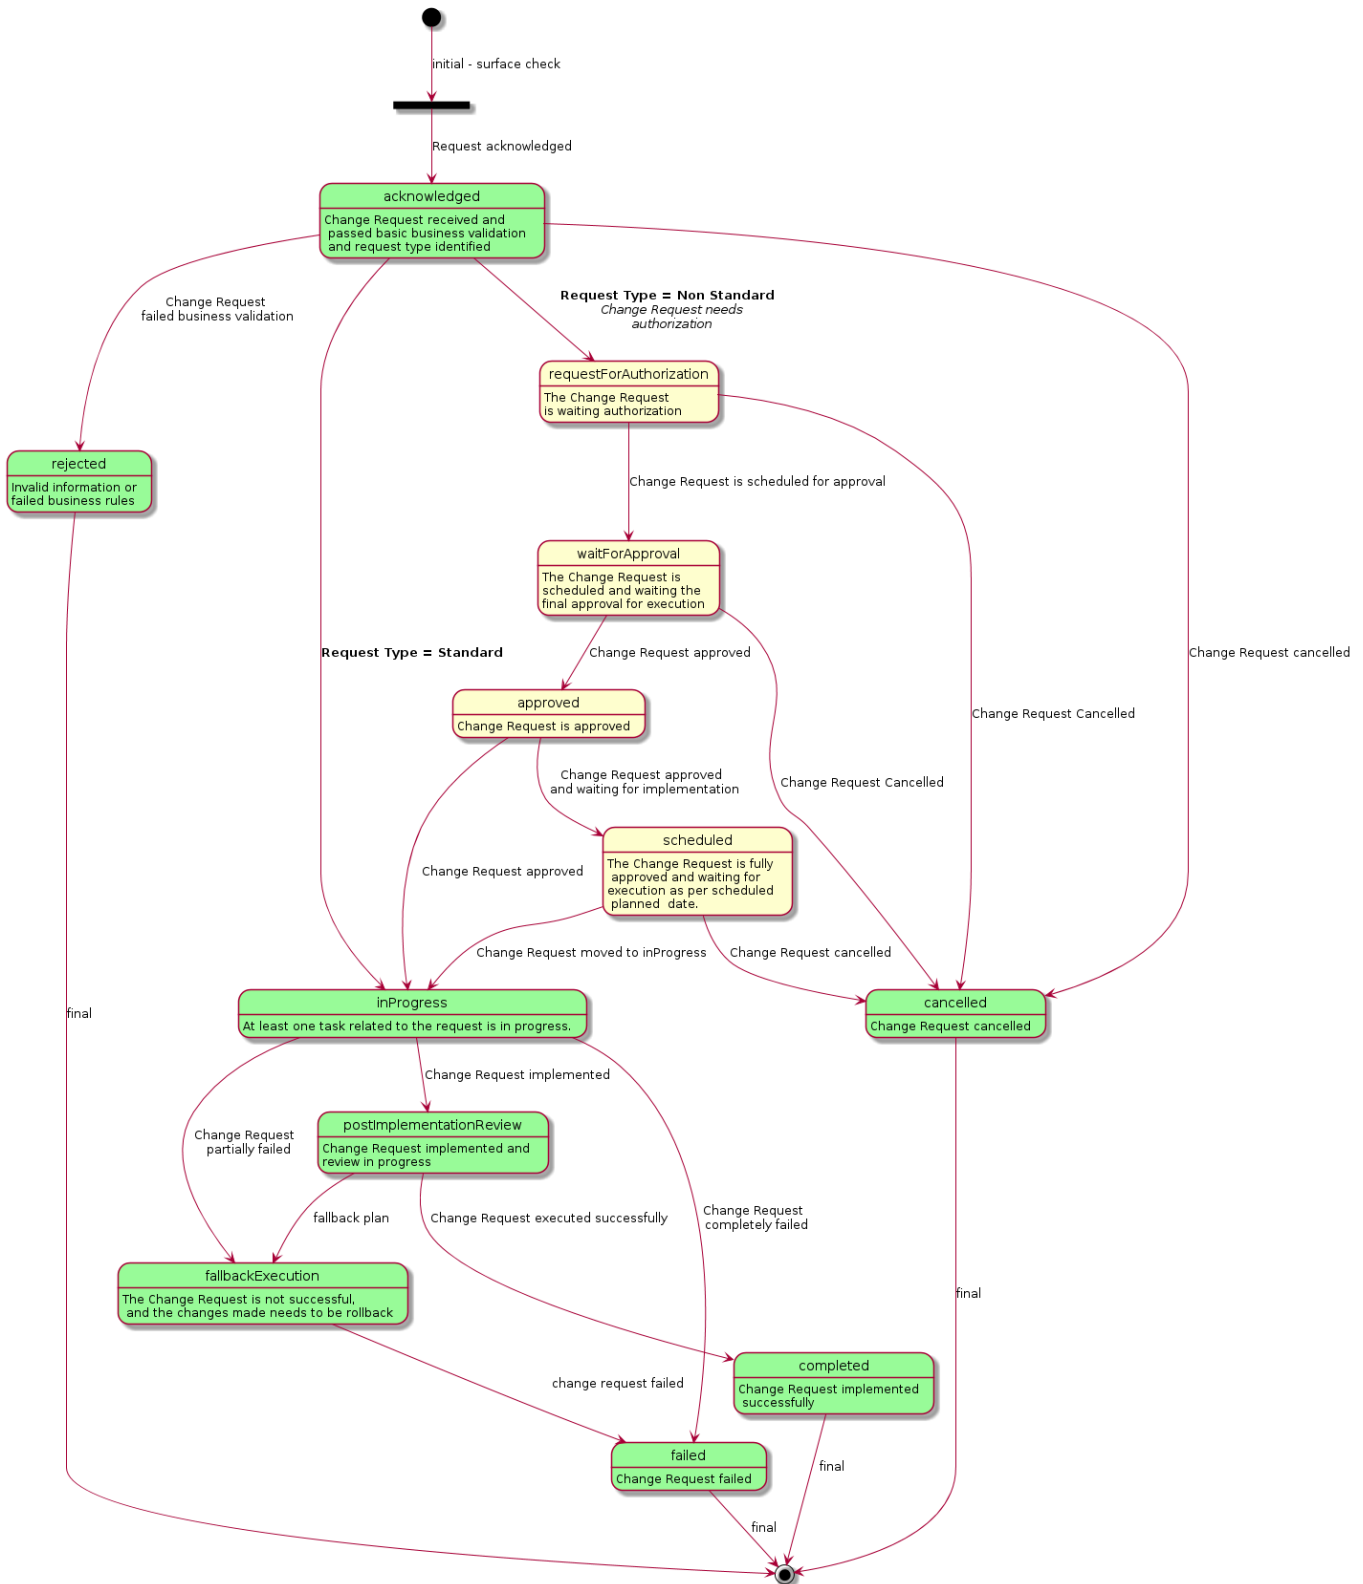 initial - surface check
Request acknowledged
acknowledged
Change Request received and
passed basic business validation
and request type identified
Change Request
failed business validation
Request Type = Non Standard
Change Request needs
authorization
requestForAuthorization
The Change Request
is waiting authorization
rejected
Invalid information or
failed business rules
Change Request is scheduled for approval
waitForApproval
The Change Request is
scheduled and waiting the
final approval for execution
Request Type = Standard
Change Request approved
Change Request cancelled
approved
Change Request is approved
Change Request Cancelled
Change Request approved
and waiting for implementation
Change Request Cancelled
scheduled
The Change Request is fully
approved and waiting for
execution as per scheduled
planned  date.
Change Request approved
Change Request moved to inProgress
Change Request cancelled
inProgress
At least one task related to the request is in progress.
cancelled
Change Request cancelled
final
Change Request implemented
Change Request
partially failed
postImplementationReview
Change Request implemented and
review in progress
fallback plan
Change Request executed successfully
Change Request
completely failed
fallbackExecution
The Change Request is not successful,
and the changes made needs to be rollback
final
change request failed
completed
Change Request implemented
successfully
failed
Change Request failed
final
final